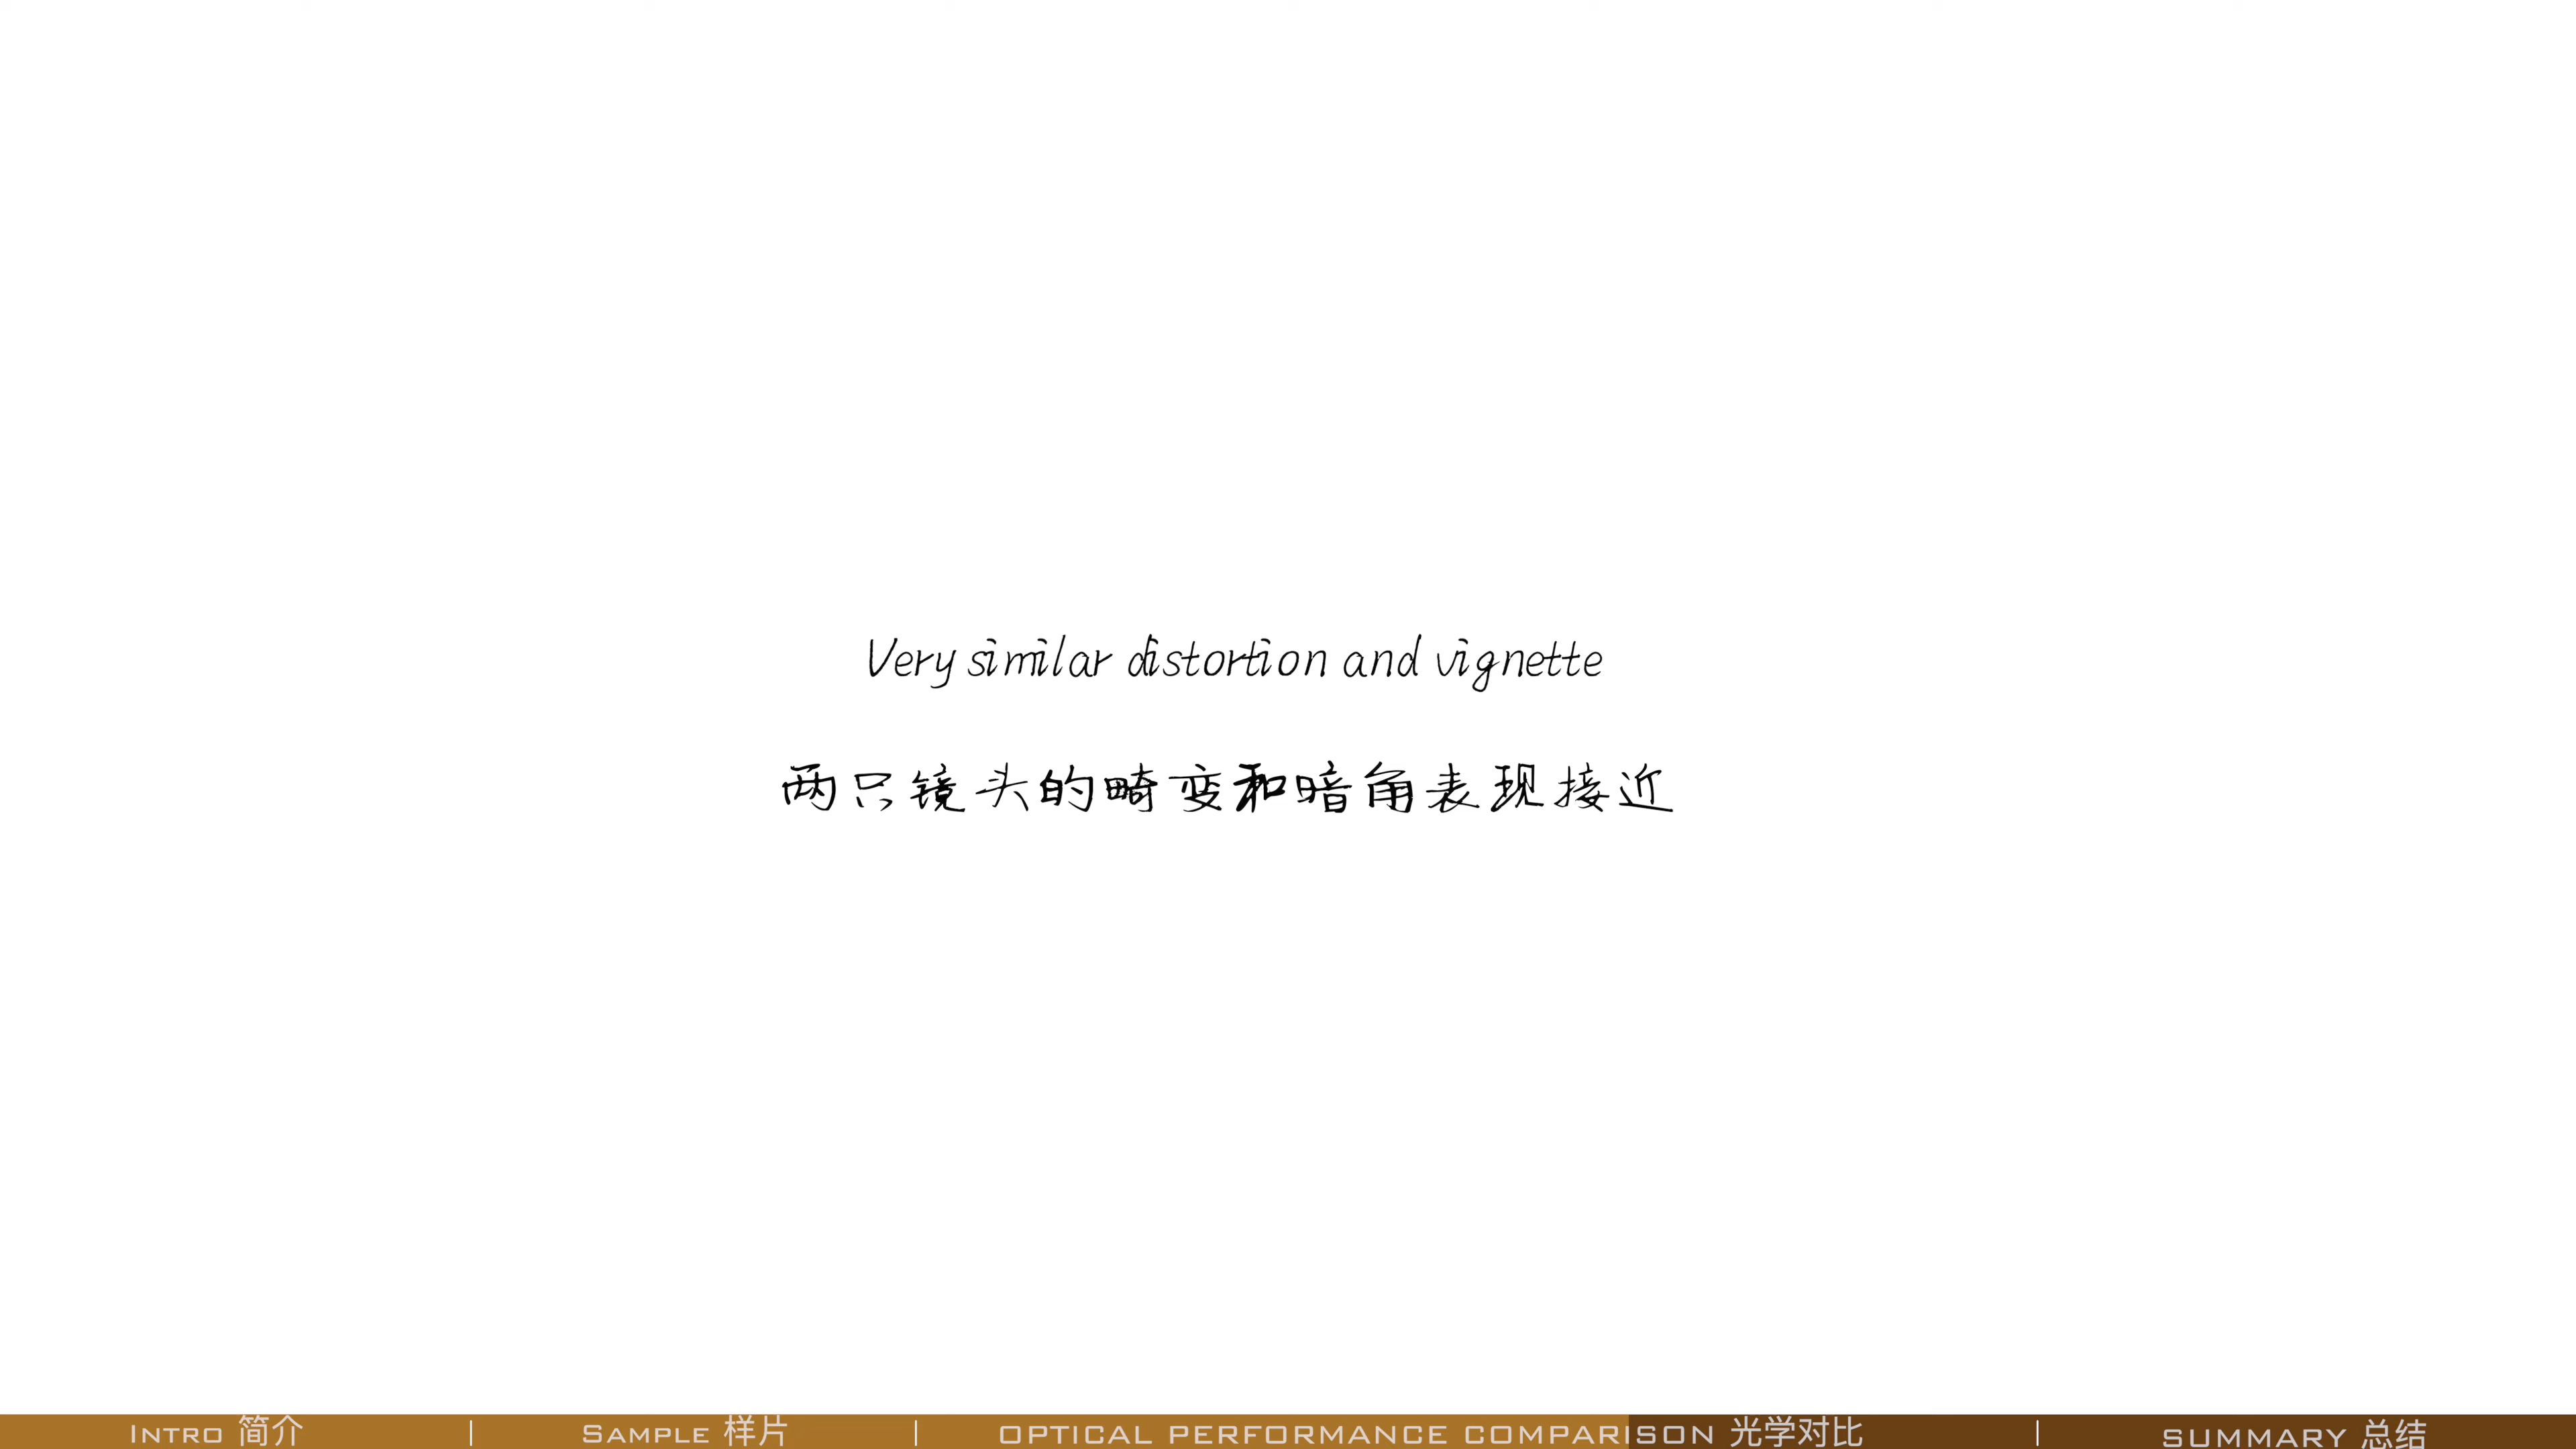 Very similar distortion and vignette
两只镜头的畸变和暗角表现接近
INTRO 简介 | SAMPLE 样片 | OPTICAL PERFORMANCE COMPARISON 光学对比 | SUMMARY 总结